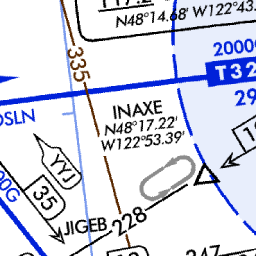 N48°14.68' W122°43.
335
20000
T32
29
INAXE
N48°17.22'
W122°53.39'
OSLN
YYJ
35
00G
JIGEB
228
247